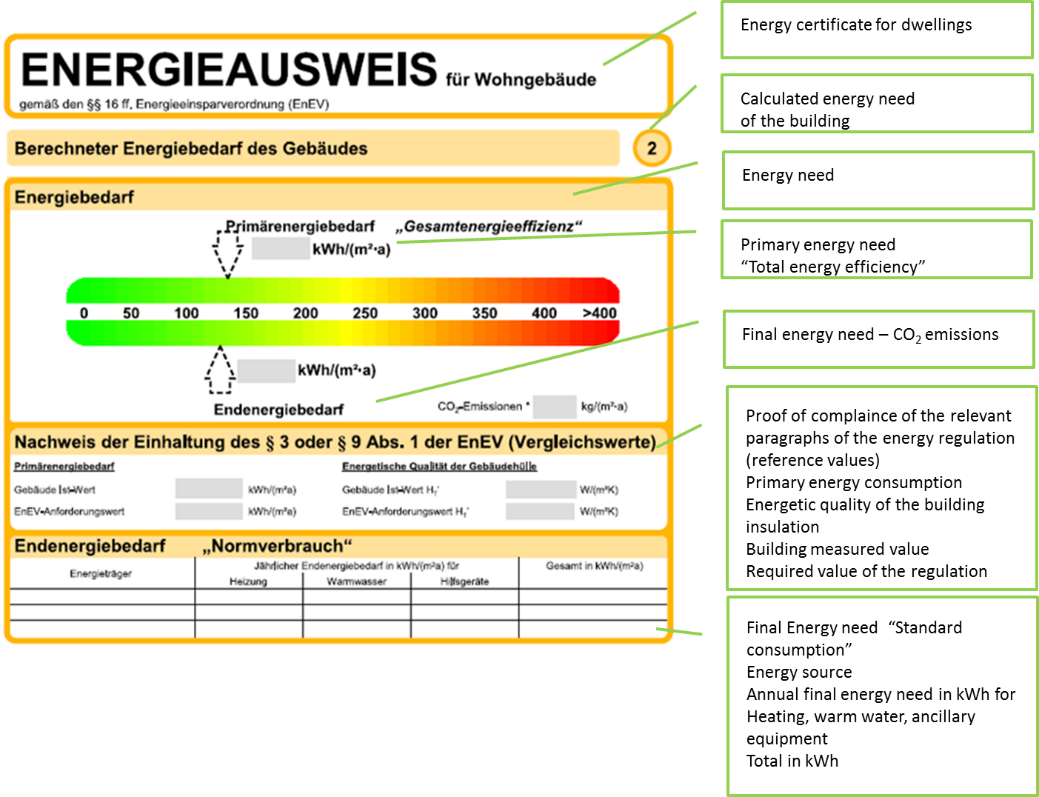 ENERGIEAUSWEIS für Wohngebäude
gemäß den §§ 16 ff. Energieeinsparverordnung (EnEV)
Berechneter Energiebedarf des Gebäudes 2
Energiebedarf
Primärenergiebedarf „Gesamtenergieeffizienz“
kWh/(m²·a)
0 50 100 150 200 250 300 350 400 >400
kWh/(m²·a)
Endenergiebedarf
CO₂-Emissionen * kg/(m²·a)
Nachweis der Einhaltung des § 3 oder § 9 Abs. 1 der EnEV (Vergleichswerte)
Primärenergiebedarf
Gebäude Ist-Wert kWh/(m²a)
EnEV-Anforderungswert kWh/(m²a)
Energetische Qualität der Gebäudehülle
Gebäude Ist-Wert H_T' W/(m²K)
EnEV-Anforderungswert H_T' W/(m²K)
Endenergiebedarf „Normverbrauch“
Energieträger
Jährlicher Endenergiebedarf in kWh/(m²a) für
Heizung Warmwasser Hilfsgeräte
Gesamt in kWh/(m²a)
Energy certificate for dwellings
Calculated energy need
of the building
Energy need
Primary energy need
“Total energy efficiency”
Final energy need – CO₂ emissions
Proof of complaince of the relevant
paragraphs of the energy regulation
(reference values)
Primary energy consumption
Energetic quality of the building
insulation
Building measured value
Required value of the regulation
Final Energy need “Standard
consumption”
Energy source
Annual final energy need in kWh for
Heating, warm water, ancillary
equipment
Total in kWh